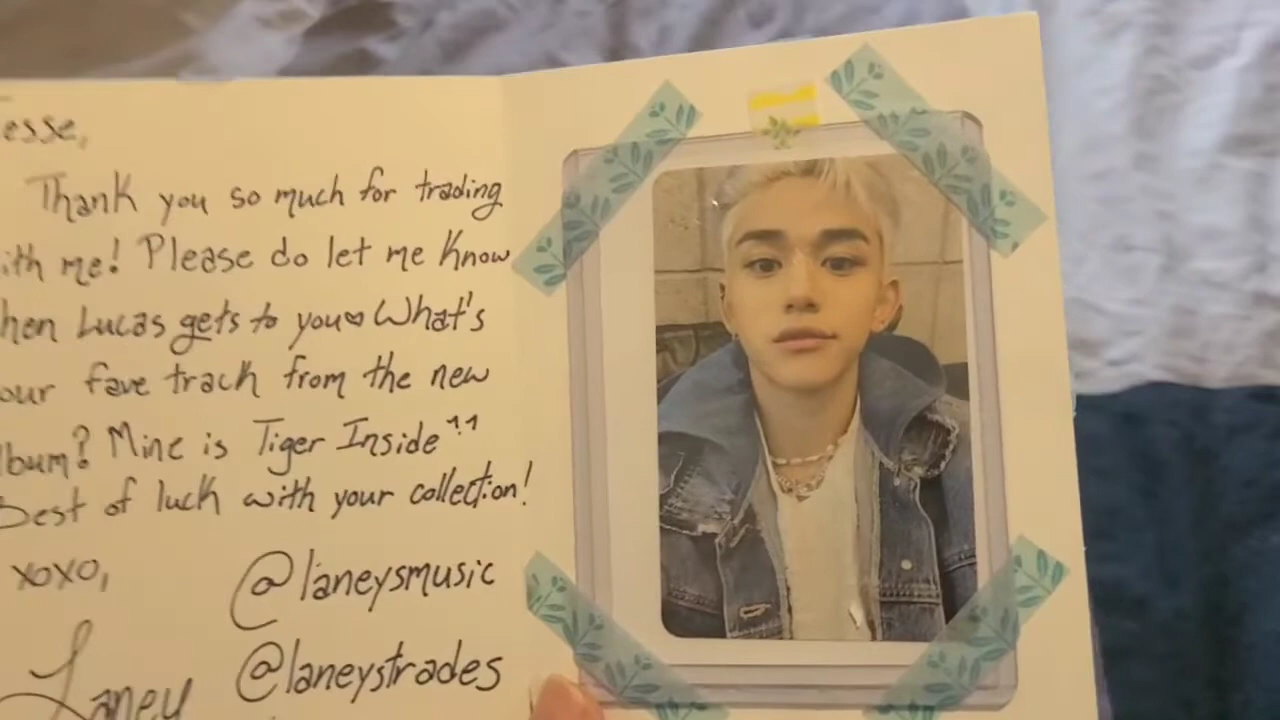 esse,
Thank you so much for trading
ith me! Please do let me know
hen Lucas gets to you♡ What's
our fave track from the new
lbum? Mine is Tiger Inside ^^
Best of luck with your collection!
xoxo,
@laneysmusic
Laney
@laneystrades